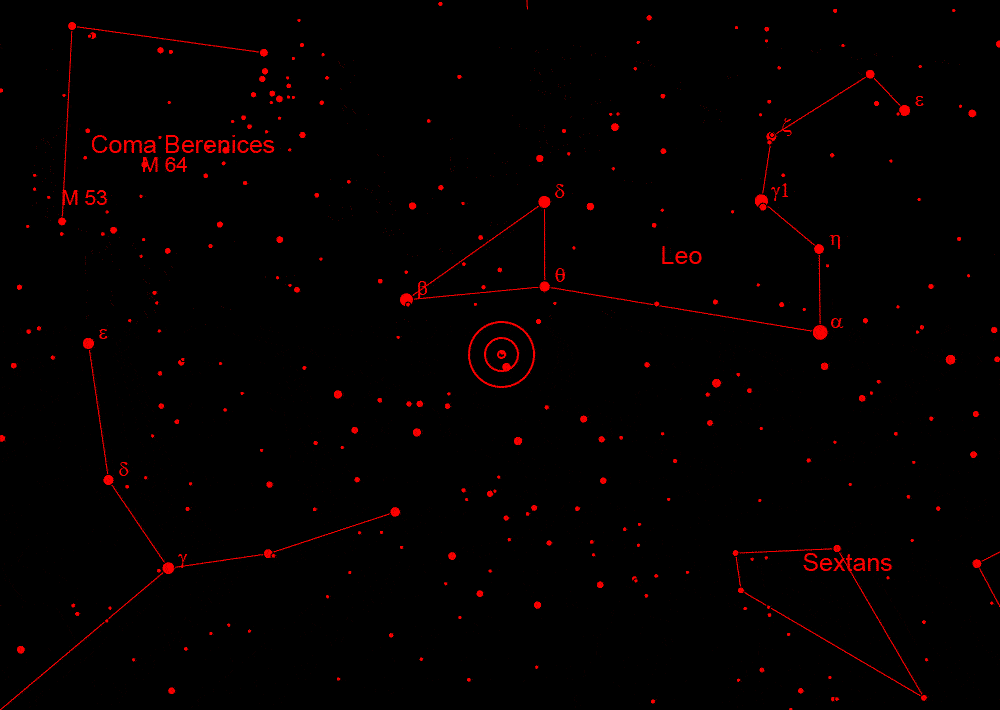 ε
ζ
Coma Berenices
M 64
δ
γ1
M 53
η
Leo
θ
β
α
ε
δ
γ
Sextans